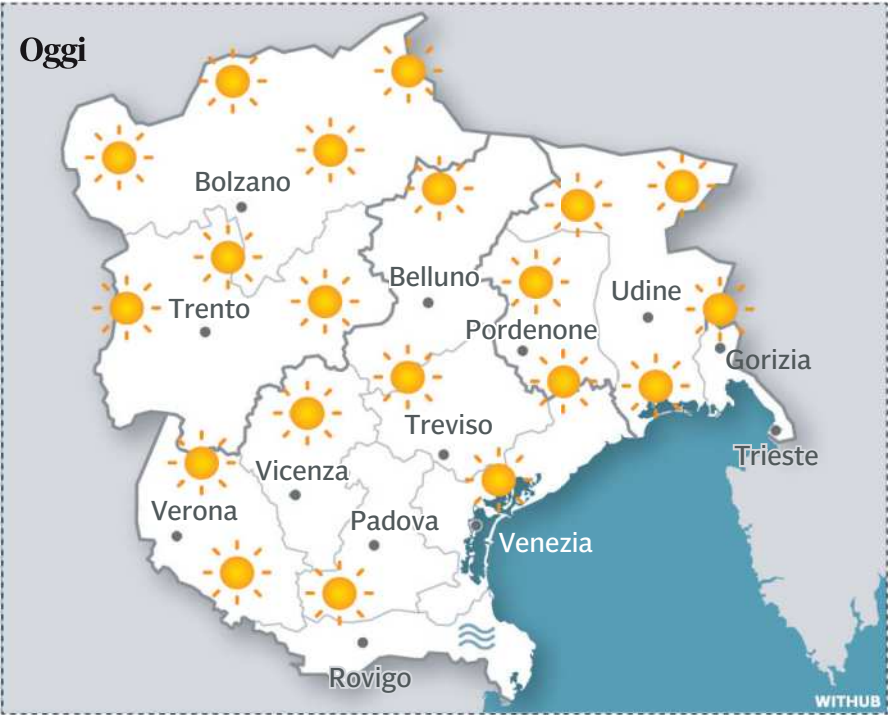 Oggi
Bolzano
Belluno
Trento
Udine
Pordenone
Gorizia
Treviso
Trieste
Vicenza
Verona
Padova
Venezia
Rovigo
WITHUB